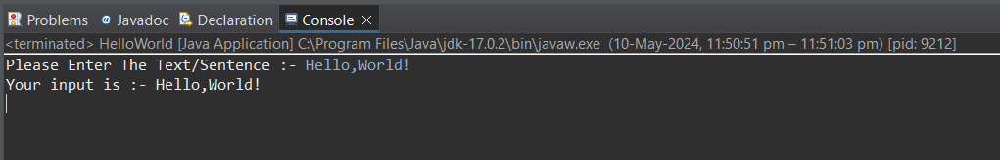 Problems Javadoc Declaration Console
<terminated> HelloWorld [Java Application] C:\Program Files\Java\jdk-17.0.2\bin\javaw.exe (10-May-2024, 11:50:51 pm – 11:51:03 pm) [pid: 9212]
Please Enter The Text/Sentence :- Hello,World!
Your input is :- Hello,World!